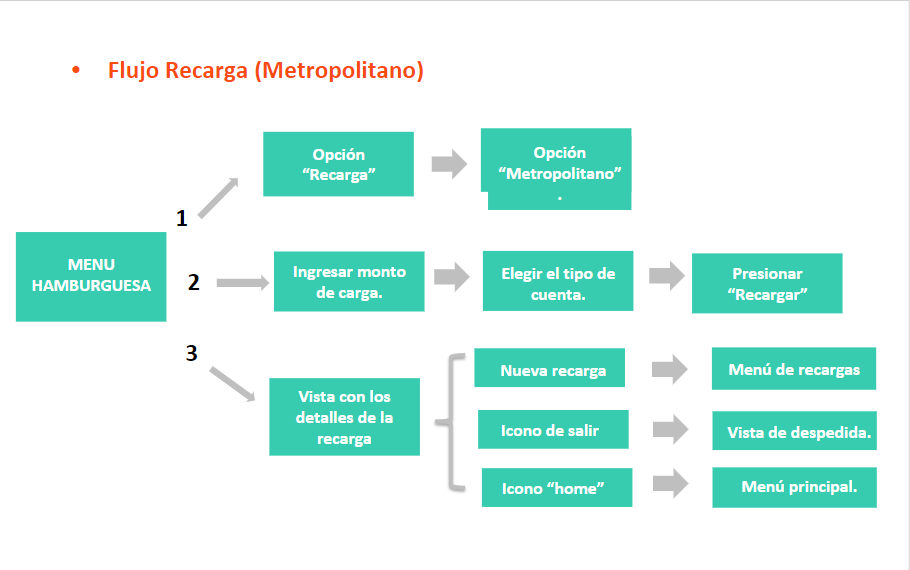 • Flujo Recarga (Metropolitano)
Opción
“Recarga”
Opción
“Metropolitano”
.
1
MENU
HAMBURGUESA
2
Ingresar monto
de carga.
Elegir el tipo de
cuenta.
Presionar
“Recargar”
3
Vista con los
detalles de la
recarga
Nueva recarga
Menú de recargas
Icono de salir
Vista de despedida.
Icono “home”
Menú principal.